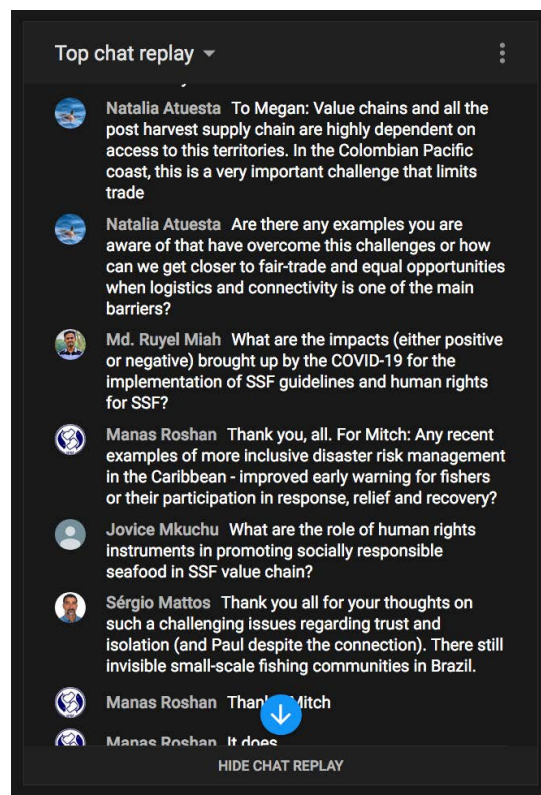 Top chat replay
Natalia Atuesta To Megan: Value chains and all the
post harvest supply chain are highly dependent on
access to this territories. In the Colombian Pacific
coast, this is a very important challenge that limits
trade
Natalia Atuesta Are there any examples you are
aware of that have overcome this challenges or how
can we get closer to fair-trade and equal opportunities
when logistics and connectivity is one of the main
barriers?
Md. Ruyel Miah What are the impacts (either positive
or negative) brought up by the COVID-19 for the
implementation of SSF guidelines and human rights
for SSF?
Manas Roshan Thank you, all. For Mitch: Any recent
examples of more inclusive disaster risk management
in the Caribbean - improved early warning for fishers
or their participation in response, relief and recovery?
Jovice Mkuchu What are the role of human rights
instruments in promoting socially responsible
seafood in SSF value chain?
Sérgio Mattos Thank you all for your thoughts on
such a challenging issues regarding trust and
isolation (and Paul despite the connection). There still
invisible small-scale fishing communities in Brazil.
Manas Roshan Mitch
Manas Roshan It does
HIDE CHAT REPLAY